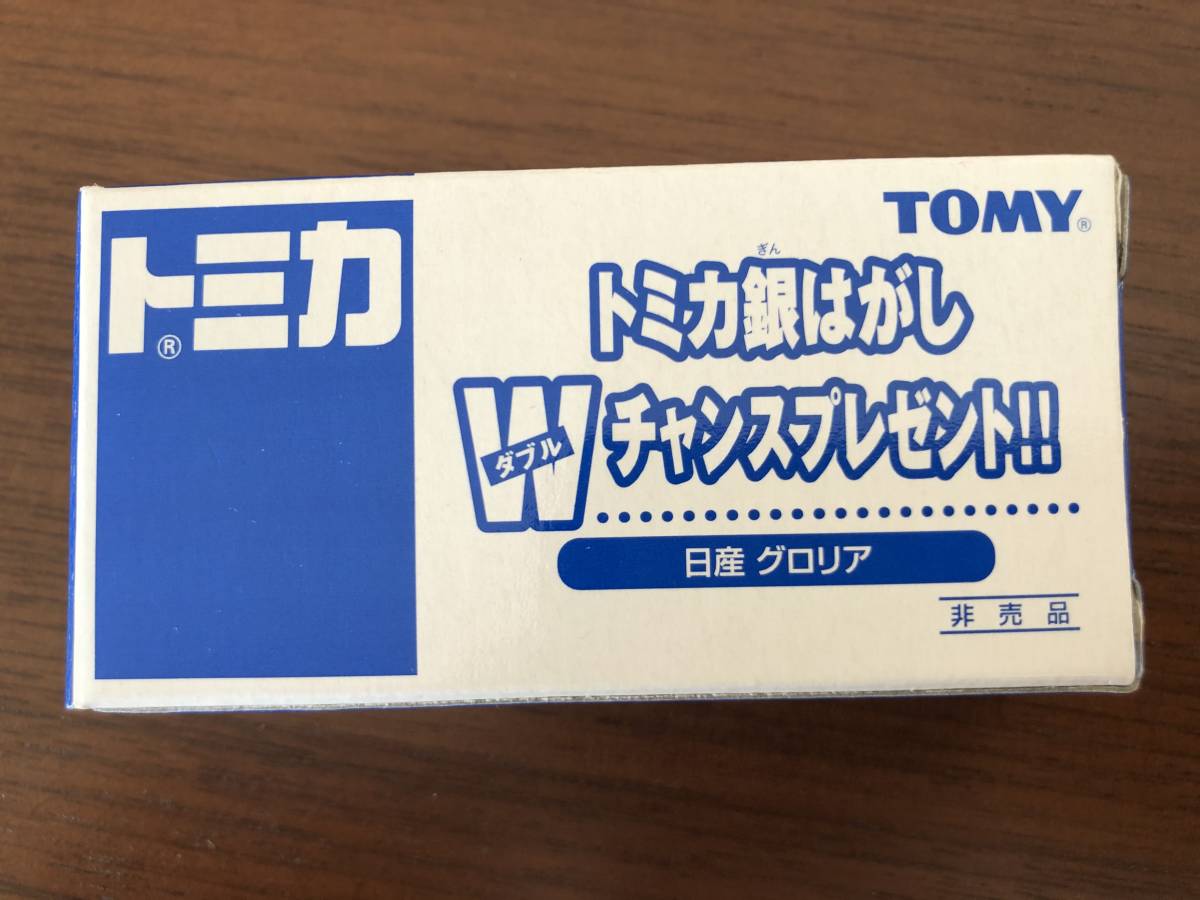 トミカ®
TOMY®
ぎん
トミカ銀はがし
Wダブルチャンスプレゼント!!
日産 グロリア
非売品